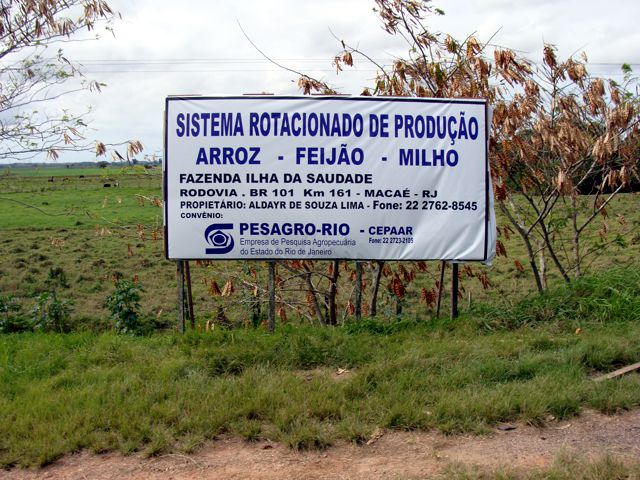 SISTEMA ROTACIONADO DE PRODUÇÃO
ARROZ - FEIJÃO - MILHO
FAZENDA ILHA DA SAUDADE
RODOVIA . BR 101 Km 161 - MACAÉ - RJ
PROPIETÁRIO: ALDAYR DE SOUZA LIMA - Fone: 22 2762-8545
CONVÊNIO:
PESAGRO-RIO - CEPAAR
Empresa de Pesquisa Agropecuária Fone: 22 2723-2105
do Estado do Rio de Janeiro